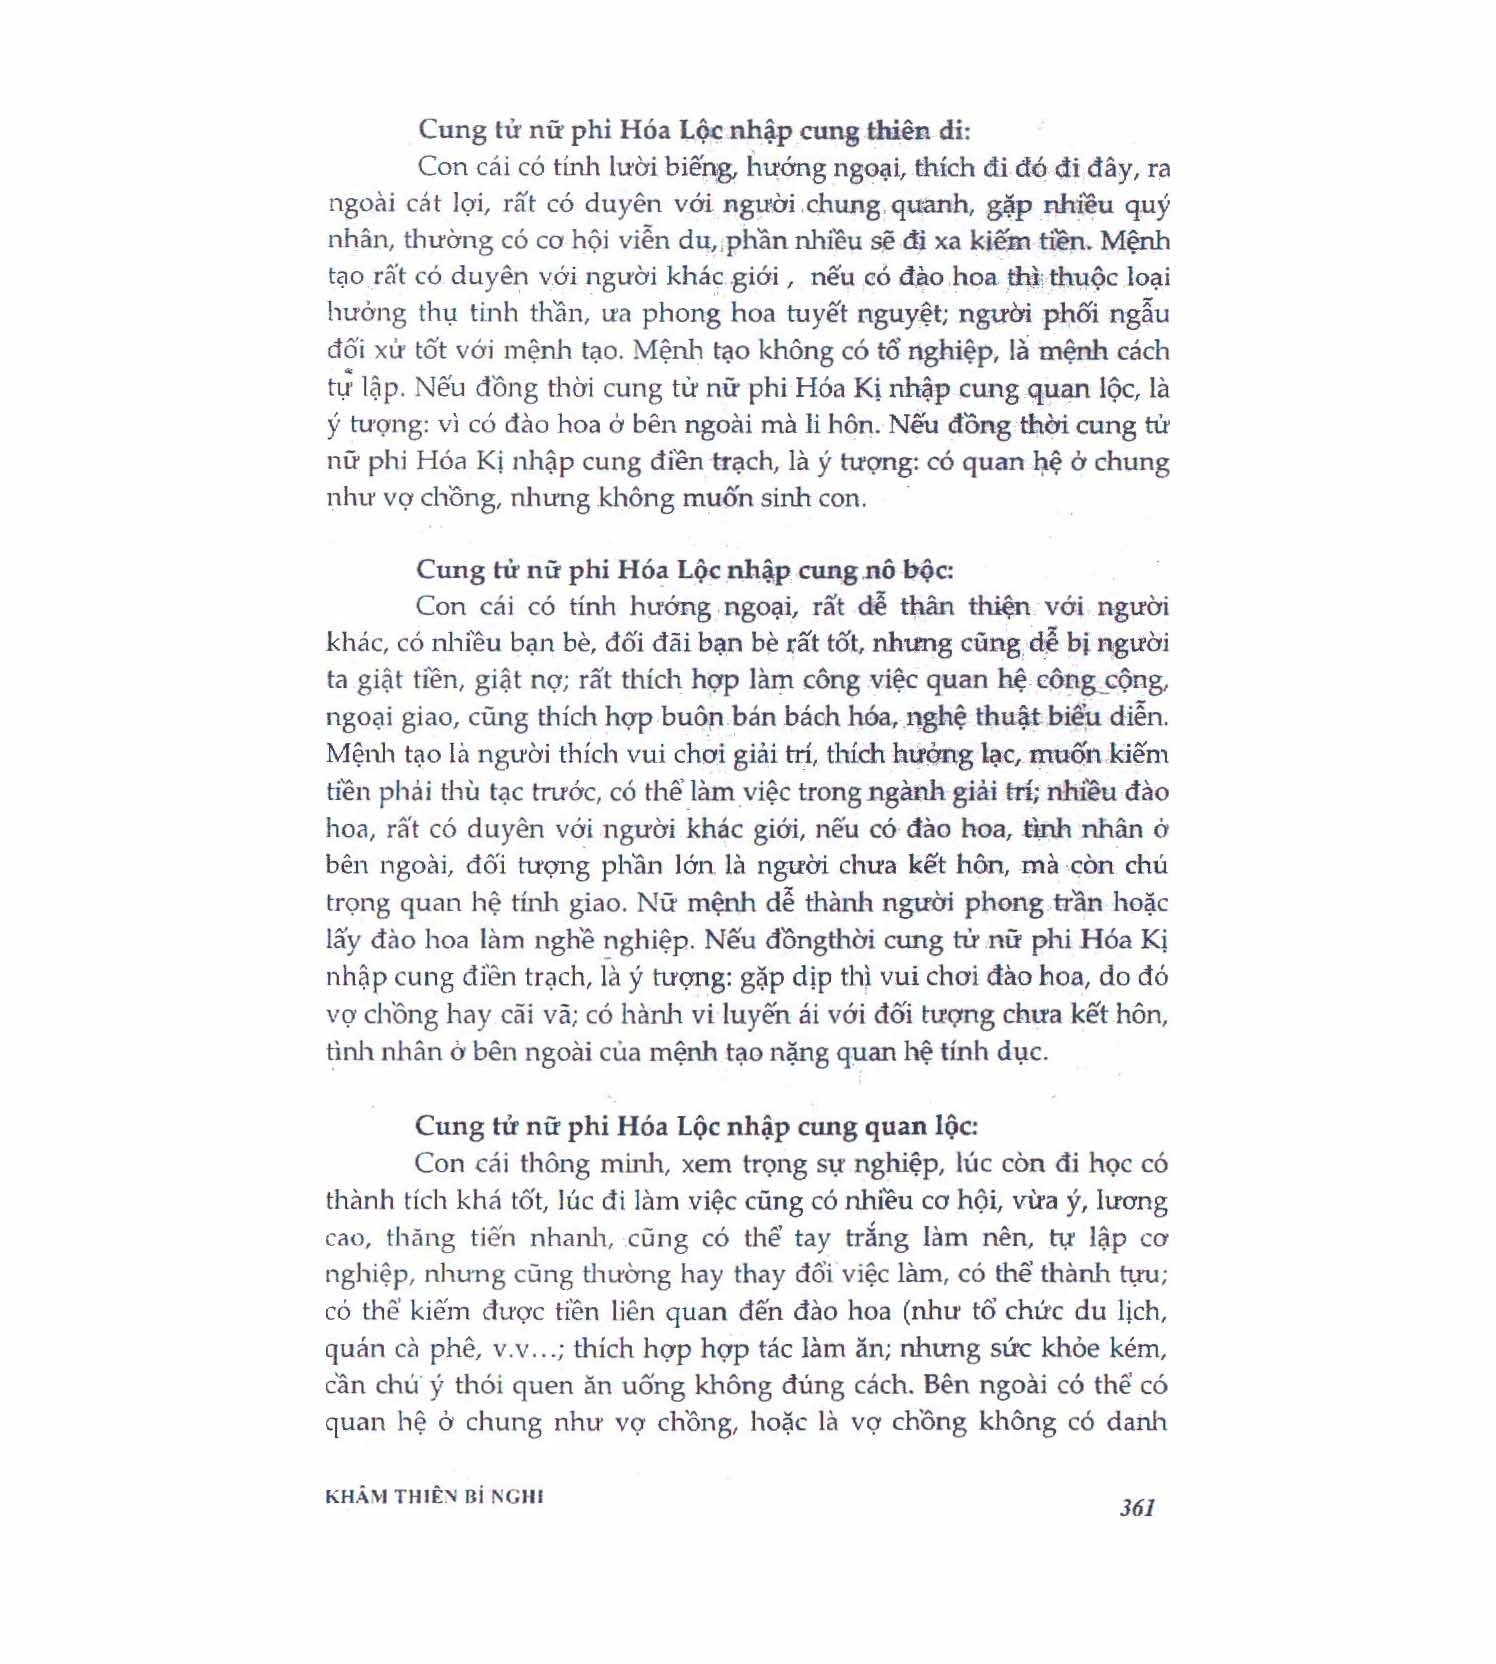 Cung tử nữ phi Hóa Lộc nhập cung thiên di:
Con cái có tính lười biếng, hướng ngoại, thích đi đó đi đây, ra
ngoài cát lợi, rất có duyên với người chung quanh, gặp nhiều quý
nhân, thường có cơ hội viễn du, phần nhiều sẽ đi xa kiếm tiền. Mệnh
tạo rất có duyên với người khác giới , nếu có đào hoa thì thuộc loại
hưởng thụ tinh thần, ưa phong hoa tuyết nguyệt; người phối ngẫu
đối xử tốt với mệnh tạo. Mệnh tạo không có tổ nghiệp, là mệnh cách
tự lập. Nếu đồng thời cung tử nữ phi Hóa Kị nhập cung quan lộc, là
ý tượng: vì có đào hoa ở bên ngoài mà li hôn. Nếu đồng thời cung tử
nữ phi Hóa Kị nhập cung điền trạch, là ý tượng: có quan hệ ở chung
như vợ chồng, nhưng không muốn sinh con.
Cung tử nữ phi Hóa Lộc nhập cung nô bộc:
Con cái có tính hướng ngoại, rất dễ thân thiện với người
khác, có nhiều bạn bè, đối đãi bạn bè rất tốt, nhưng cũng dễ bị người
ta giật tiền, giật nợ; rất thích hợp làm công việc quan hệ công cộng,
ngoại giao, cũng thích hợp buôn bán bách hóa, nghệ thuật biểu diễn.
Mệnh tạo là người thích vui chơi giải trí, thích hưởng lạc, muốn kiếm
tiền phải thù tạc trước, có thể làm việc trong ngành giải trí; nhiều đào
hoa, rất có duyên với người khác giới, nếu có đào hoa, tình nhân ở
bên ngoài, đối tượng phần lớn là người chưa kết hôn, mà còn chú
trọng quan hệ tính giao. Nữ mệnh dễ thành người phong trần hoặc
lấy đào hoa làm nghề nghiệp. Nếu đồngthời cung tử nữ phi Hóa Kị
nhập cung điền trạch, là ý tượng: gặp dịp thì vui chơi đào hoa, do đó
vợ chồng hay cãi vã; có hành vi luyến ái với đối tượng chưa kết hôn,
tình nhân ở bên ngoài của mệnh tạo nặng quan hệ tính dục.
Cung tử nữ phi Hóa Lộc nhập cung quan lộc:
Con cái thông minh, xem trọng sự nghiệp, lúc còn đi học có
thành tích khá tốt, lúc đi làm việc cũng có nhiều cơ hội, vừa ý, lương
cao, thăng tiến nhanh, cũng có thể tay trắng làm nên, tự lập cơ
nghiệp, nhưng cũng thường hay thay đổi việc làm, có thể thành tựu;
có thể kiếm được tiền liên quan đến đào hoa (như tổ chức du lịch,
quán cà phê, v.v...; thích hợp hợp tác làm ăn; nhưng sức khỏe kém,
cần chú ý thói quen ăn uống không đúng cách. Bên ngoài có thể có
quan hệ ở chung như vợ chồng, hoặc là vợ chồng không có danh
KHÂM THIÊN BÍ NGHI
361